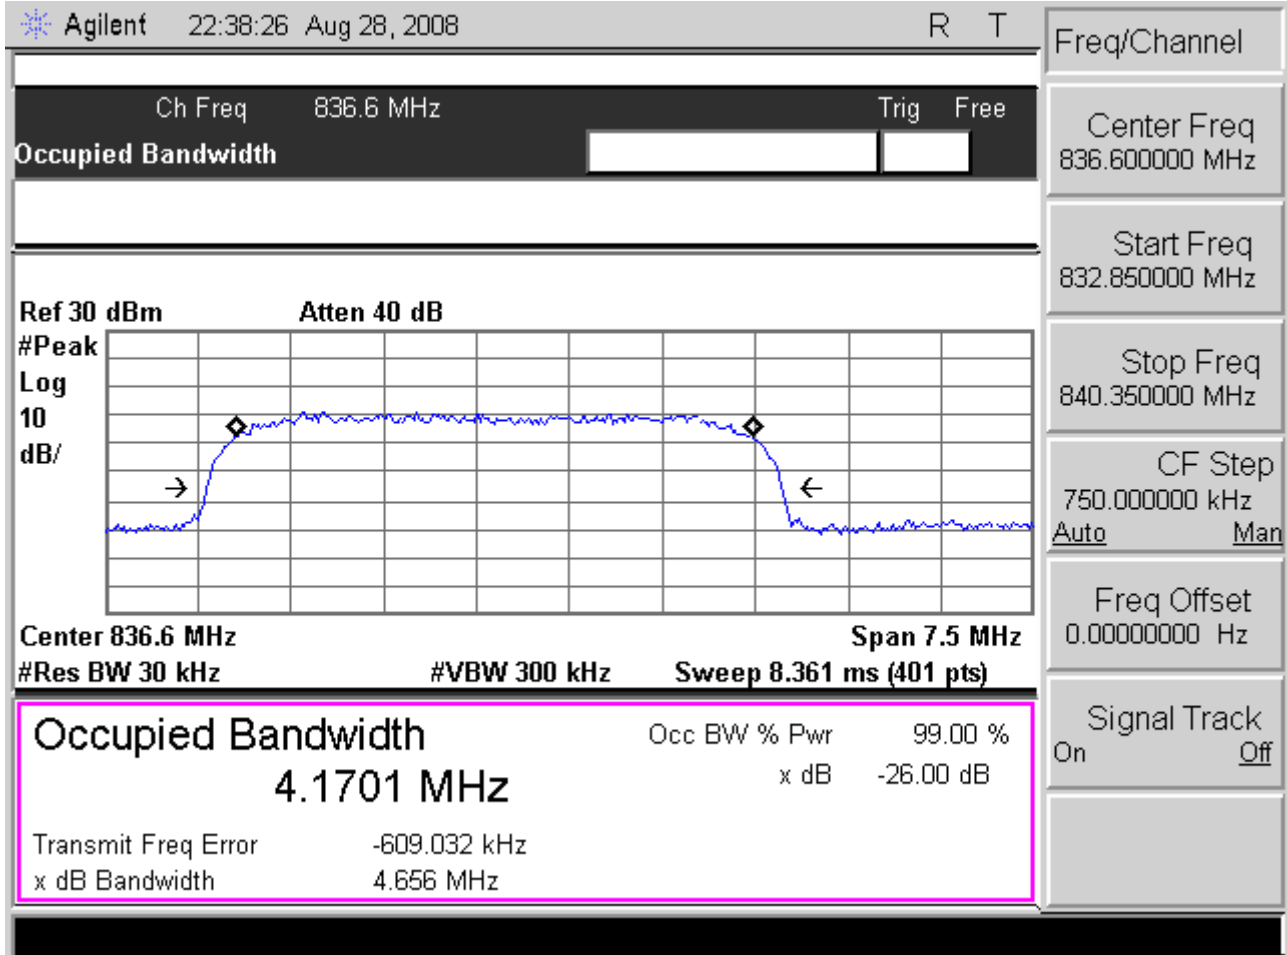 Agilent 22:38:26 Aug 28, 2008 R T
Freq/Channel
Ch Freq 836.6 MHz Trig Free
Occupied Bandwidth
Center Freq
836.600000 MHz
Start Freq
832.850000 MHz
Stop Freq
840.350000 MHz
CF Step
750.000000 kHz
Auto Man
Freq Offset
0.00000000 Hz
Signal Track
On Off
Ref 30 dBm Atten 40 dB
#Peak
Log
10
dB/
Center 836.6 MHz Span 7.5 MHz
#Res BW 30 kHz #VBW 300 kHz Sweep 8.361 ms (401 pts)
Occupied Bandwidth Occ BW % Pwr 99.00 %
4.1701 MHz x dB -26.00 dB
Transmit Freq Error -609.032 kHz
x dB Bandwidth 4.656 MHz